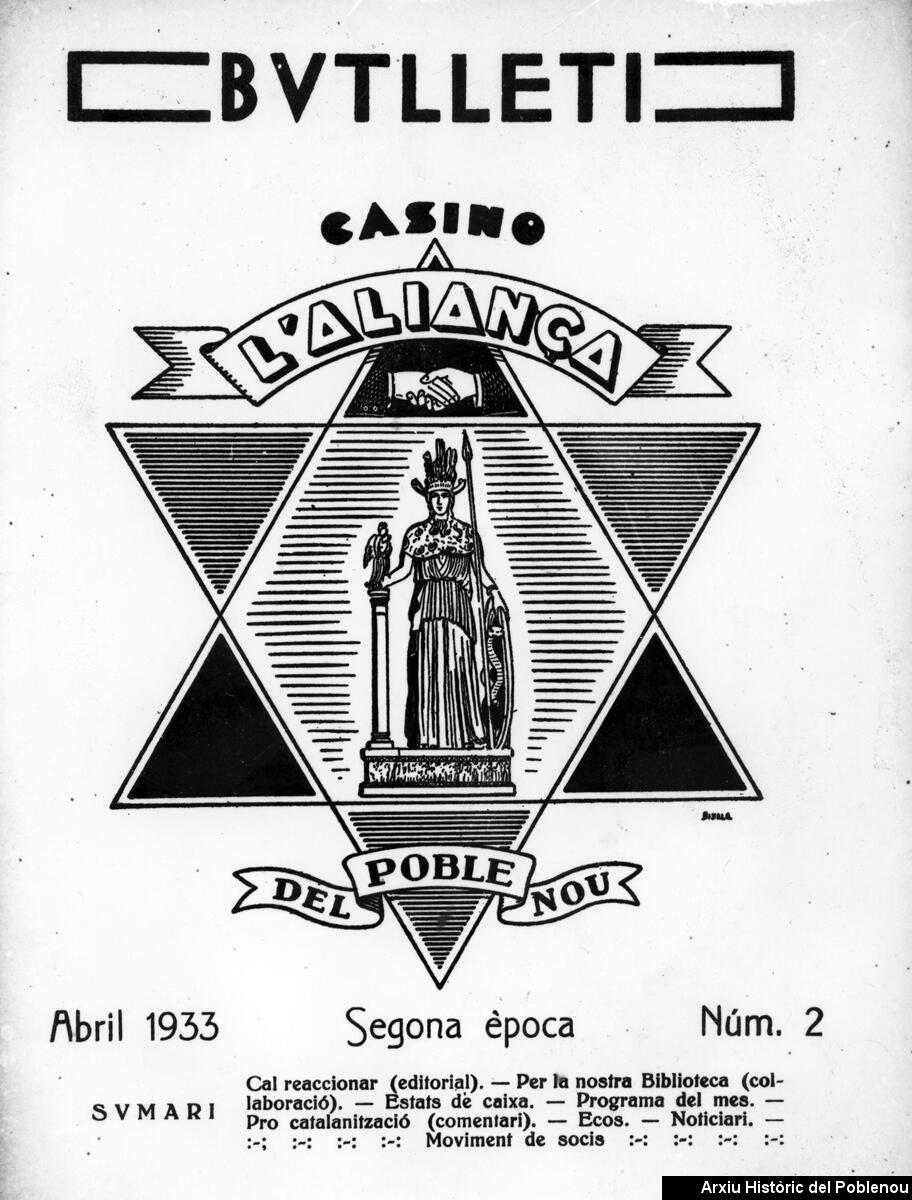 BVTLLETI
CASINO
L'ALIANÇA
DEL POBLE NOU
Abril 1933 Segona època Núm. 2
SVMARI
Cal reaccionar (editorial). — Per la nostra Biblioteca (col-
laboració). — Estats de caixa. — Programa del mes. —
Pro catalanització (comentari). — Ecos. — Noticiari. —
:-; :-: :-: :-: Moviment de socis :-: :-: :-: :-:
Arxiu Històric del Poblenou